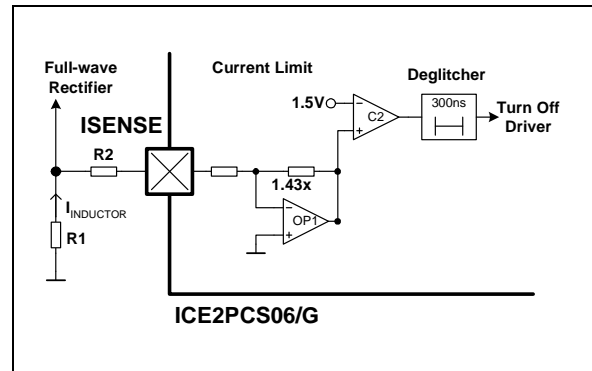 Full-wave
Rectifier
Current Limit
Deglitcher
1.5V
C2
300ns
Turn Off
Driver
ISENSE
R2
1.43x
OP1
IINDUCTOR
R1
ICE2PCS06/G